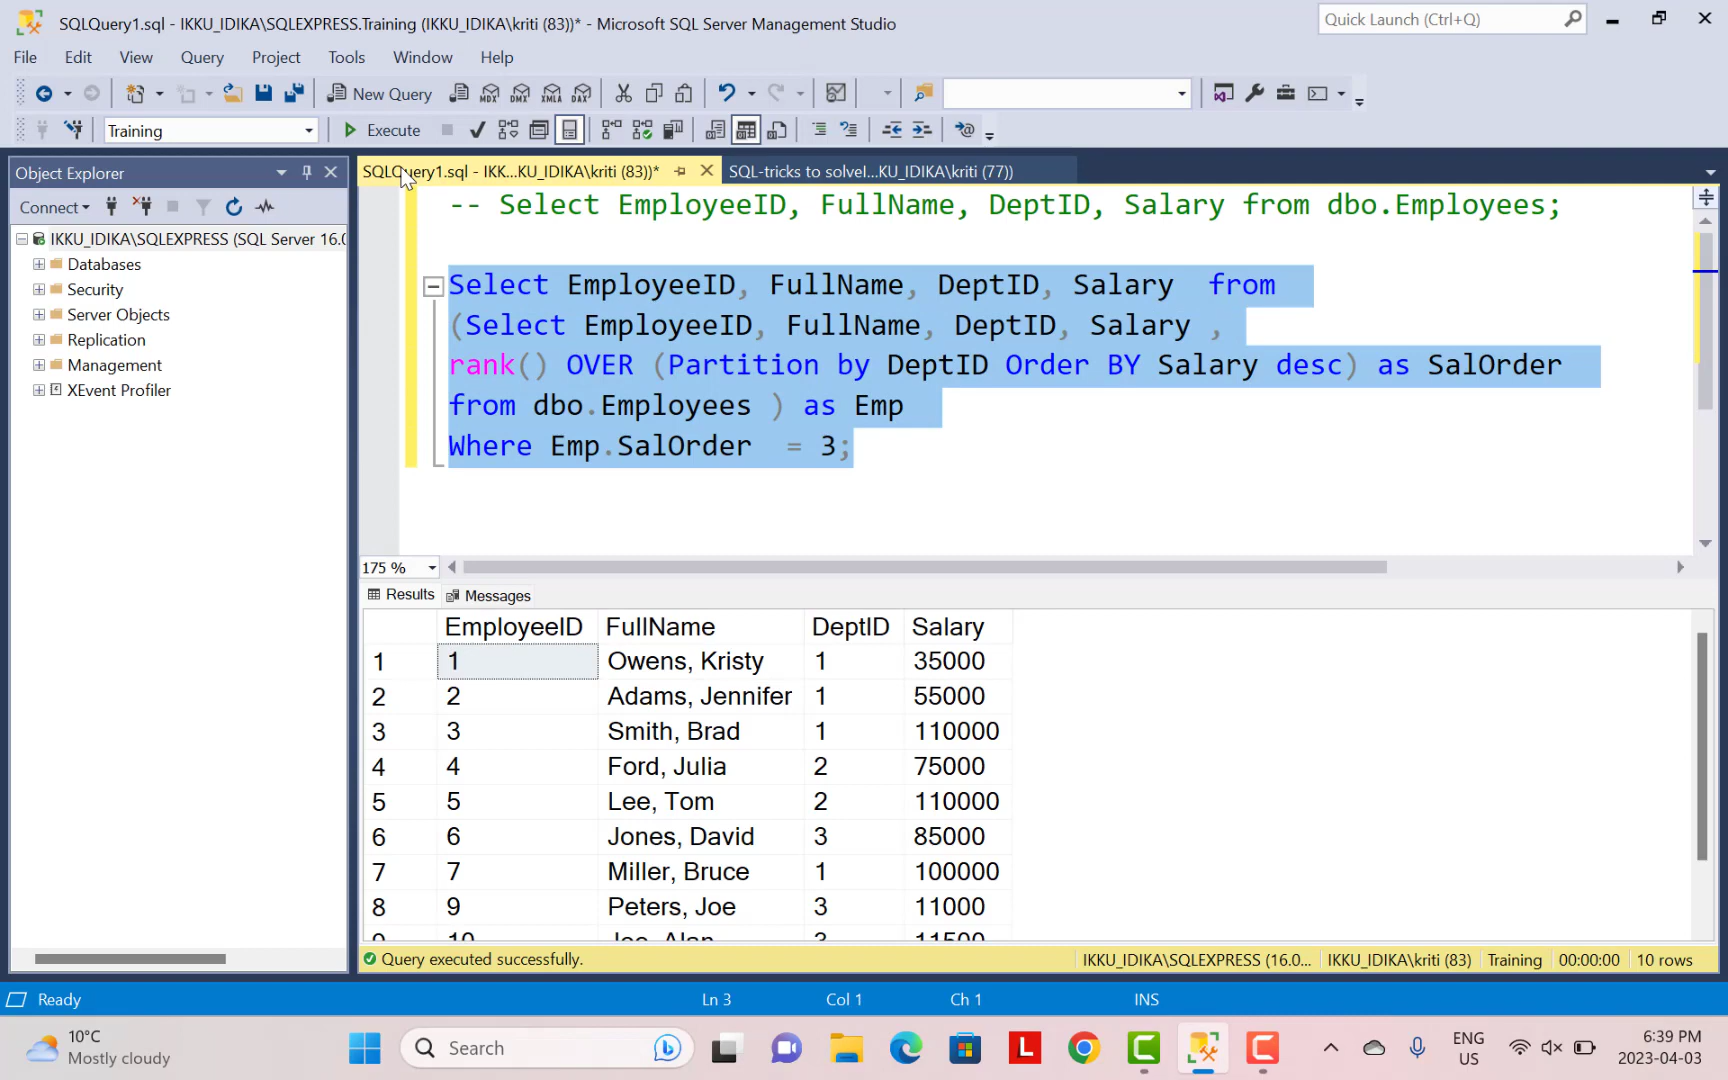 SQLQuery1.sql - IKKU_IDIKA\SQLEXPRESS.Training (IKKU_IDIKA\kriti (83))* - Microsoft SQL Server Management Studio
Quick Launch (Ctrl+Q)
File Edit View Query Project Tools Window Help
New Query
MDX DMX XMLA DAX
Training
Execute
Object Explorer
SQLQuery1.sql - IKK...KU_IDIKA\kriti (83))*
SQL-tricks to solvel...KU_IDIKA\kriti (77))
Connect
IKKU_IDIKA\SQLEXPRESS (SQL Server 16.0
Databases
Security
Server Objects
Replication
Management
XEvent Profiler
-- Select EmployeeID, FullName, DeptID, Salary from dbo.Employees;
Select EmployeeID, FullName, DeptID, Salary from
(Select EmployeeID, FullName, DeptID, Salary ,
rank() OVER (Partition by DeptID Order BY Salary desc) as SalOrder
from dbo.Employees ) as Emp
Where Emp.SalOrder = 3;
175 %
Results Messages
EmployeeID FullName DeptID Salary
1 1 Owens, Kristy 1 35000
2 2 Adams, Jennifer 1 55000
3 3 Smith, Brad 1 110000
4 4 Ford, Julia 2 75000
5 5 Lee, Tom 2 110000
6 6 Jones, David 3 85000
7 7 Miller, Bruce 1 100000
8 9 Peters, Joe 3 11000
9 10 Alan 11500
Query executed successfully.
IKKU_IDIKA\SQLEXPRESS (16.0... IKKU_IDIKA\kriti (83) Training 00:00:00 10 rows
Ready
Ln 3 Col 1 Ch 1 INS
10°C
Mostly cloudy
Search
L
ENG
US
6:39 PM
2023-04-03